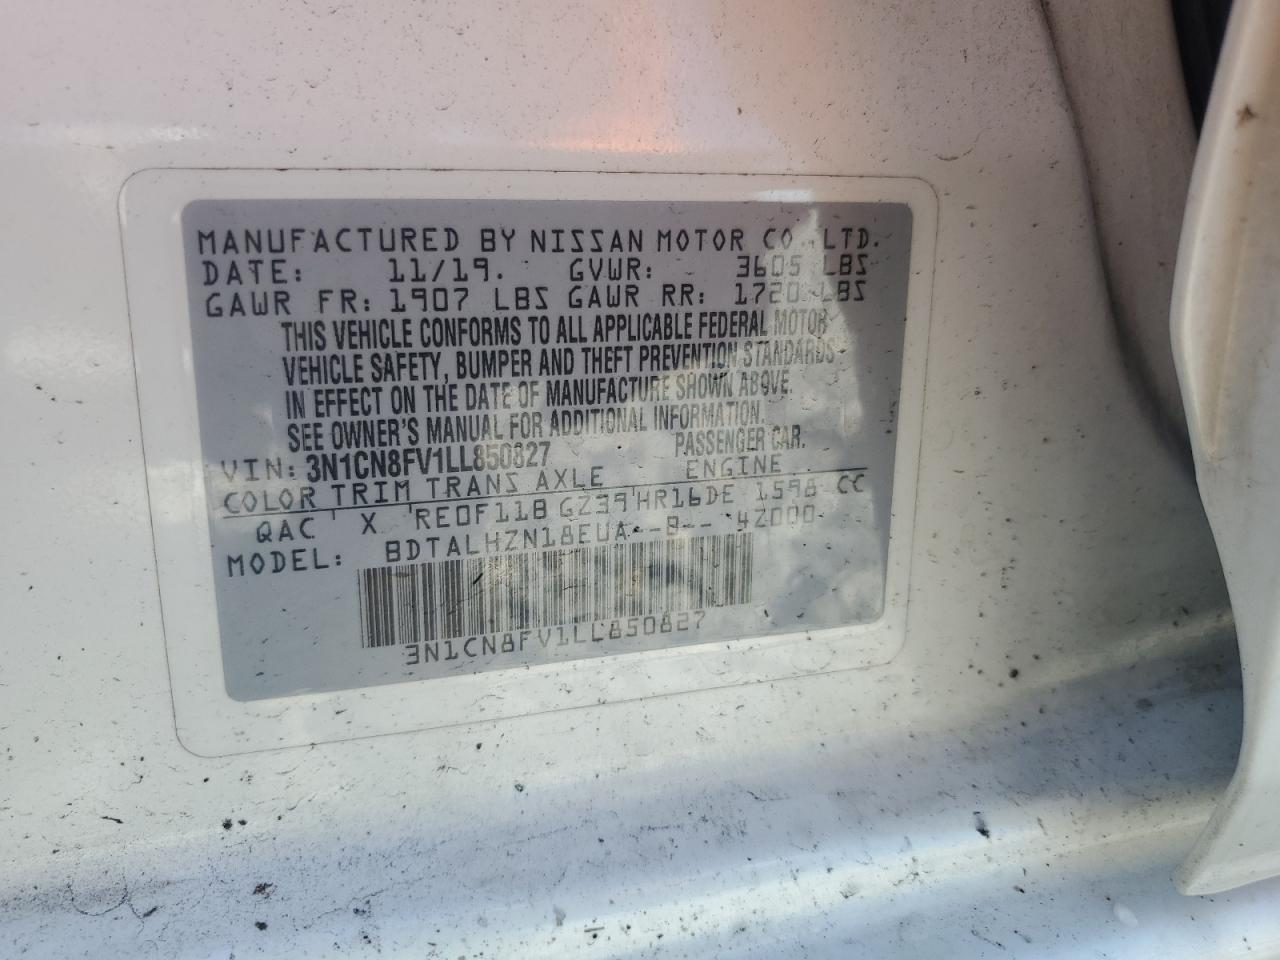 MANUFACTURED BY NISSAN MOTOR CO., LTD.
DATE: 11/19. GVWR: 3605 LBS
GAWR FR: 1907 LBS GAWR RR: 1720 LBS
THIS VEHICLE CONFORMS TO ALL APPLICABLE FEDERAL MOTOR
VEHICLE SAFETY, BUMPER AND THEFT PREVENTION STANDARDS
IN EFFECT ON THE DATE OF MANUFACTURE SHOWN ABOVE.
SEE OWNER'S MANUAL FOR ADDITIONAL INFORMATION.
VIN: 3N1CN8FV1LL850827 PASSENGER CAR.
COLOR TRIM TRANS AXLE ENGINE
QAC X RE0F11B GZ39 HR16DE 1598 CC
MODEL: BDTALHZN18EUA--B-- 42000
3N1CN8FV1LL850827